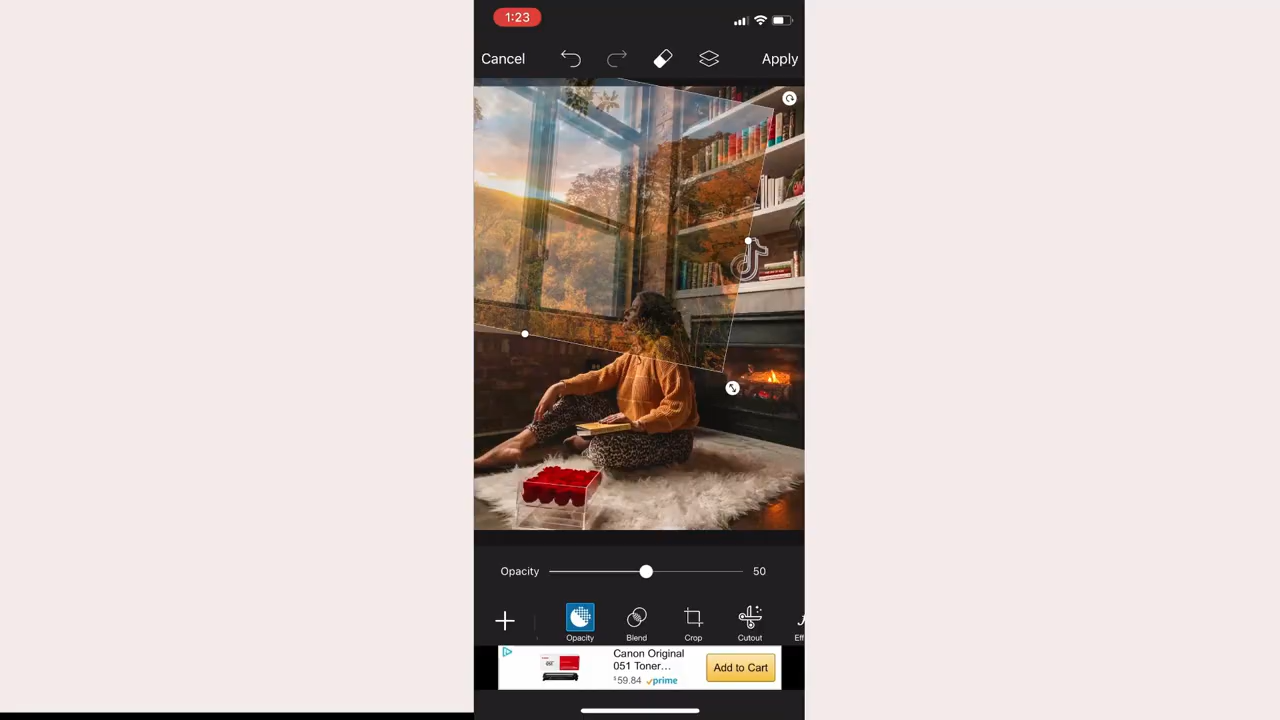 1:23
Cancel
Apply
Opacity
50
Opacity
Blend
Crop
Cutout
Eff
Canon Original
051 Toner...
$59.84 prime
Add to Cart